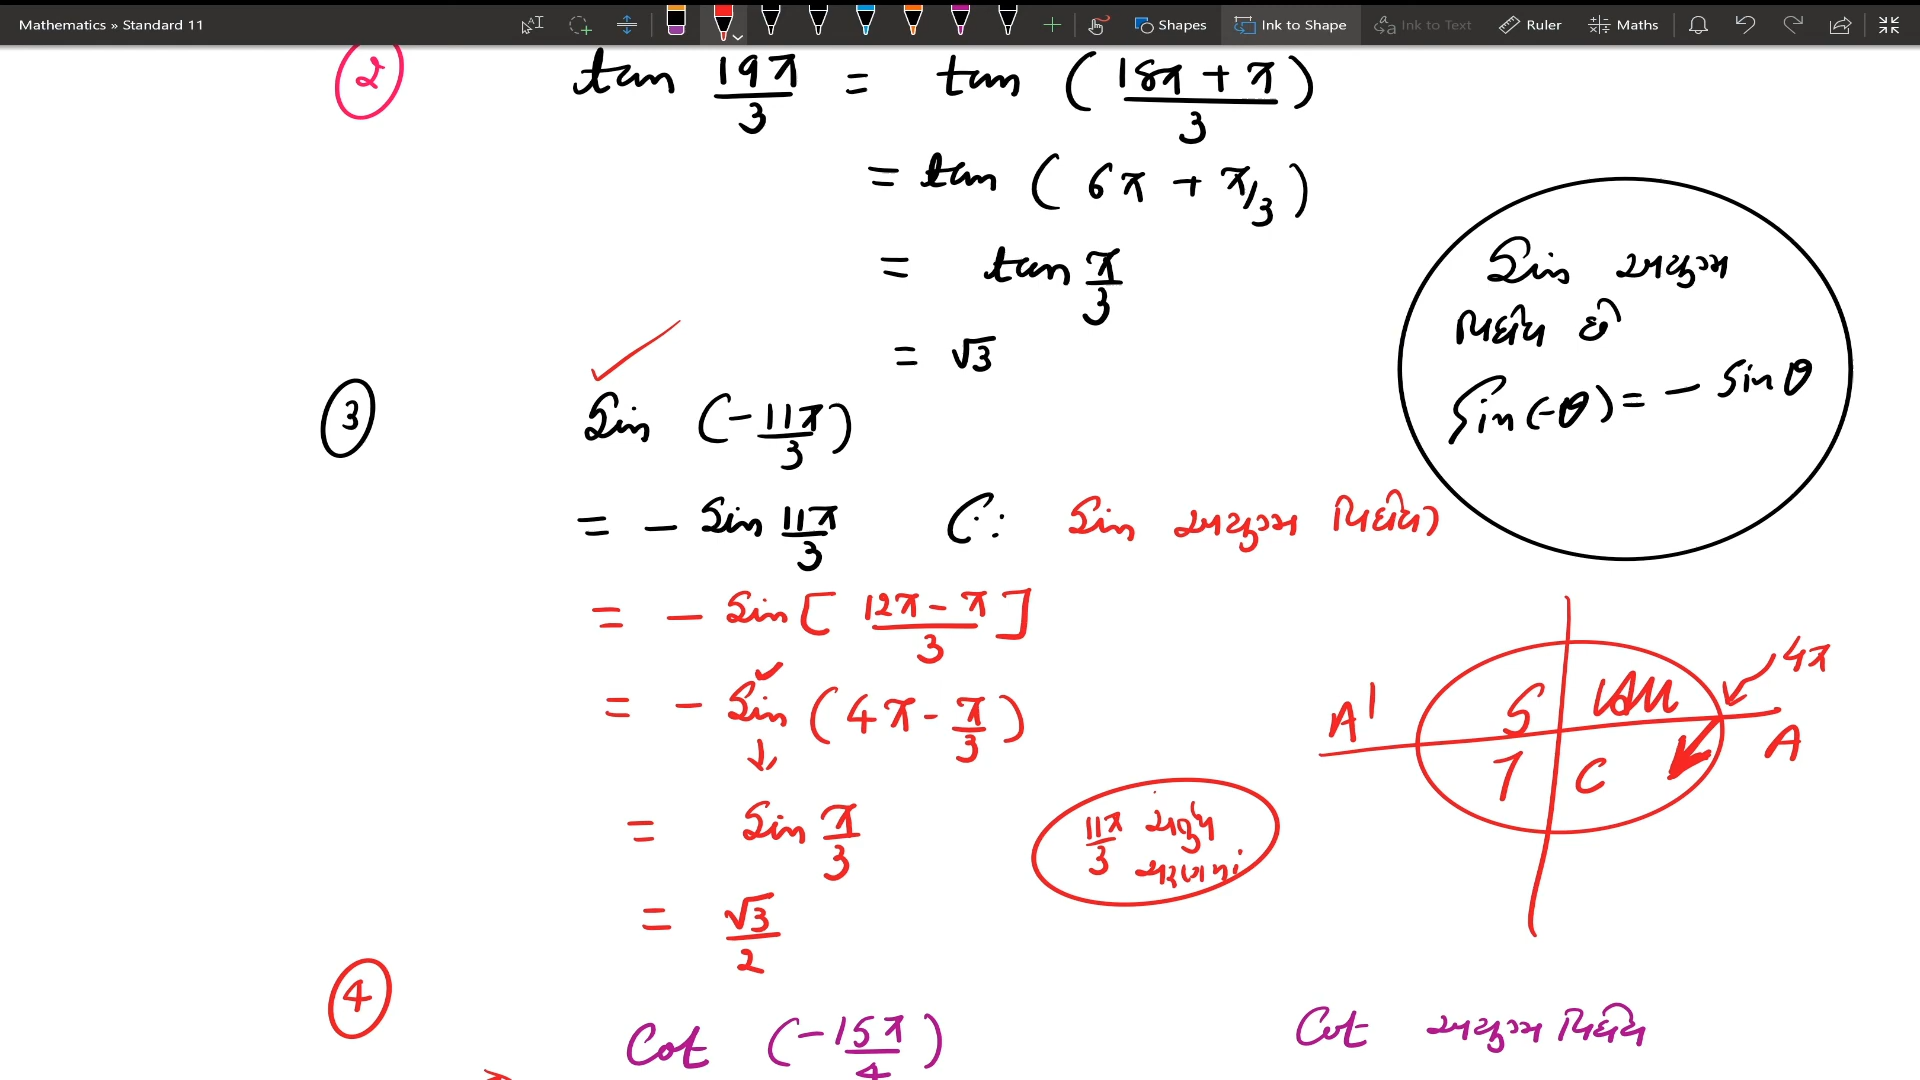 Mathematics » Standard 11
Shapes Ink to Shape Ink to Text Ruler Maths
2 tan 19π/3 = tan (18π + π / 3)
= tan (6π + π/3)
= tan π/3
= √3
Sin અયુગ્મ
વિધેય છે
Sin(-θ) = - Sinθ
3 Sin (-11π/3)
= - Sin 11π/3 (∵ Sin અયુગ્મ વિધેય)
= - Sin [12π - π / 3]
= - Sin (4π - π/3)
= Sin π/3
= √3/2
11π/3
4π
A' S All A
T C
4 Cot (-15π/4) Cot અયુગ્મ વિધેય